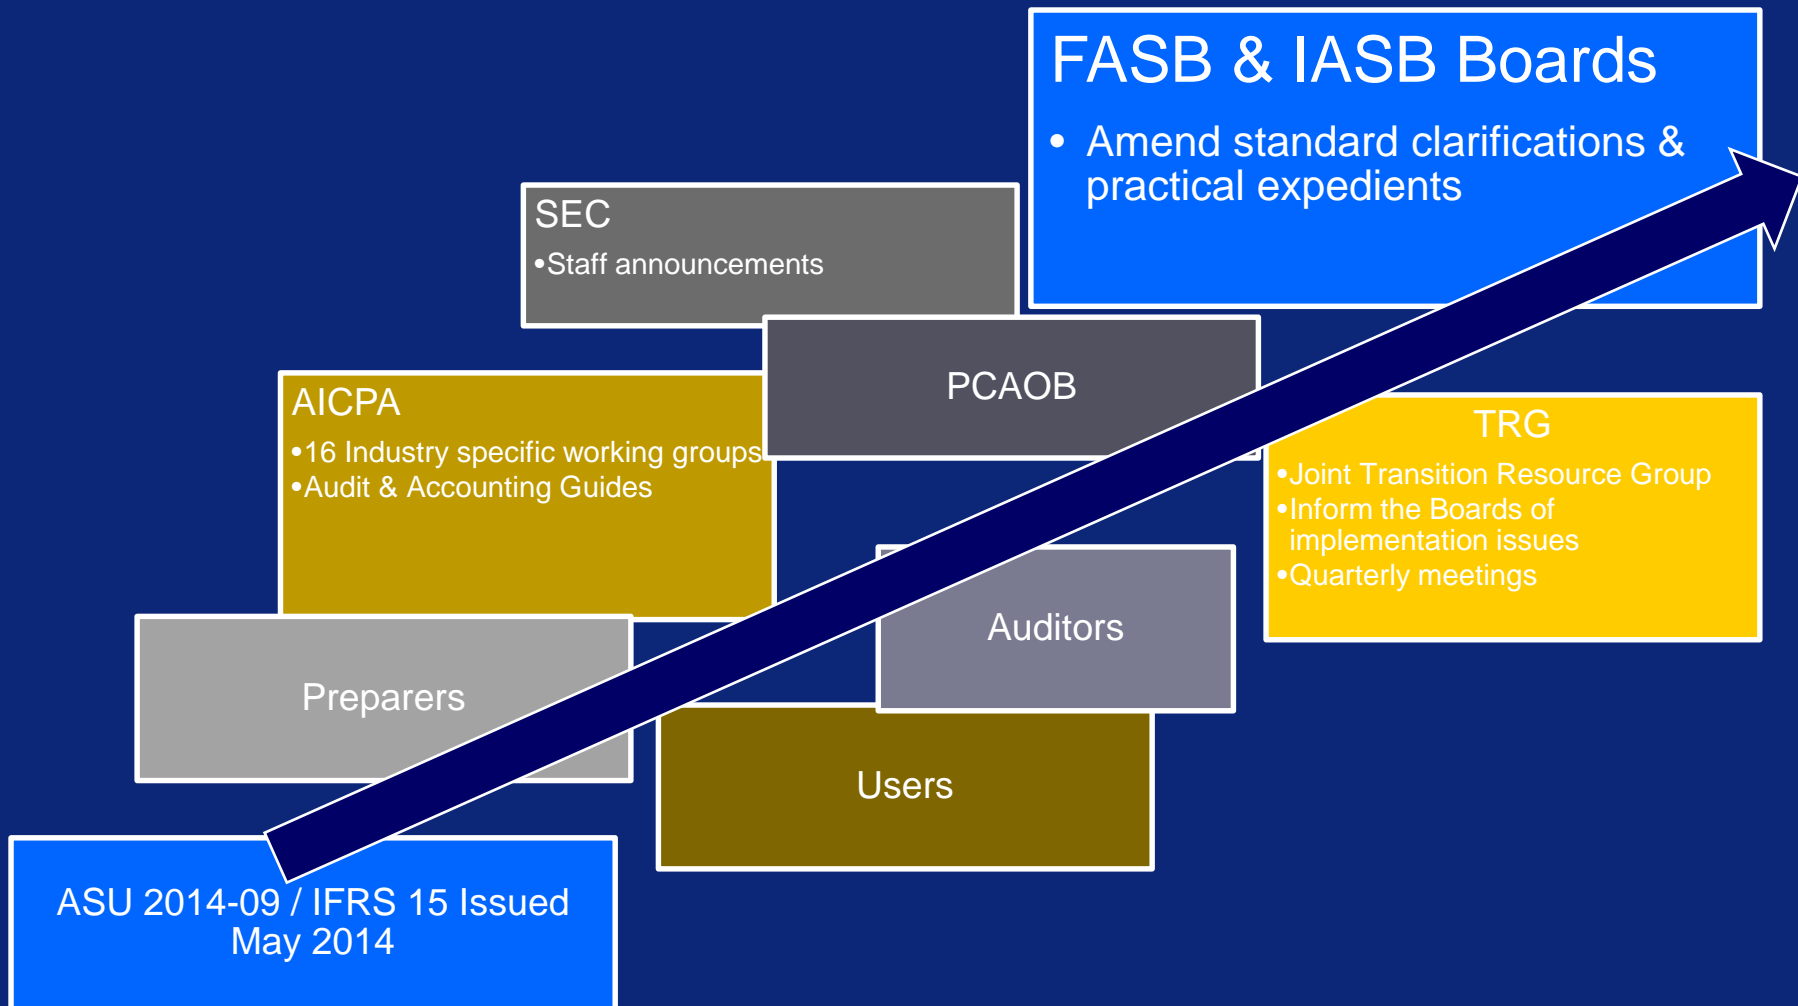 FASB & IASB Boards
• Amend standard clarifications &
practical expedients
SEC
•Staff announcements
PCAOB
AICPA
•16 Industry specific working groups
•Audit & Accounting Guides
TRG
•Joint Transition Resource Group
•Inform the Boards of
implementation issues
•Quarterly meetings
Auditors
Preparers
Users
ASU 2014-09 / IFRS 15 Issued
May 2014